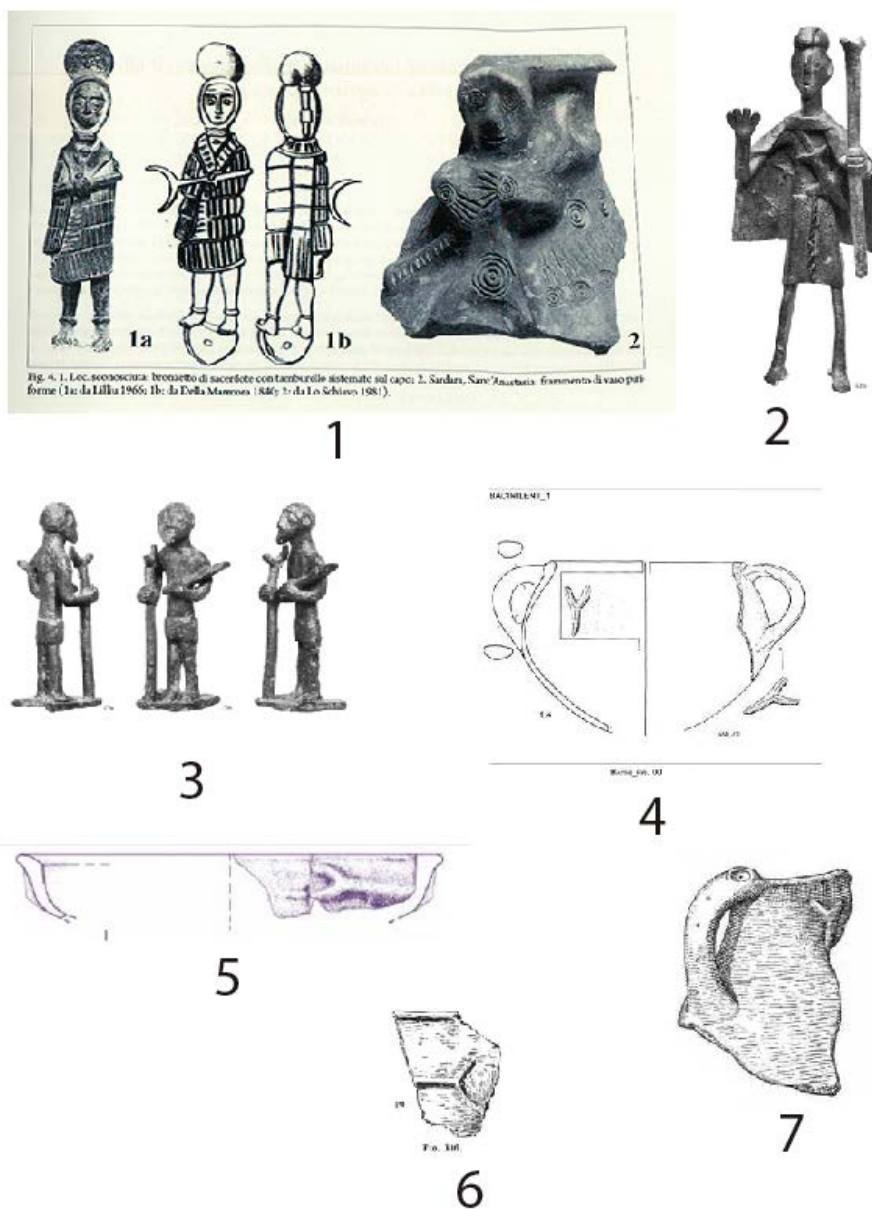 1a
1b
2
Fig. 4. 1. Loc. sconosciuta: bronzetto di sacerdote con tamburello sistemato sul capo; 2. Sardara, Sant'Anastasia: frammento di vaso piri-
forme (1a: da Lilliu 1966; 1b: da Della Marmora 1840; 2: da Lo Schiavo 1981).
1
2
3
4
5
6
7